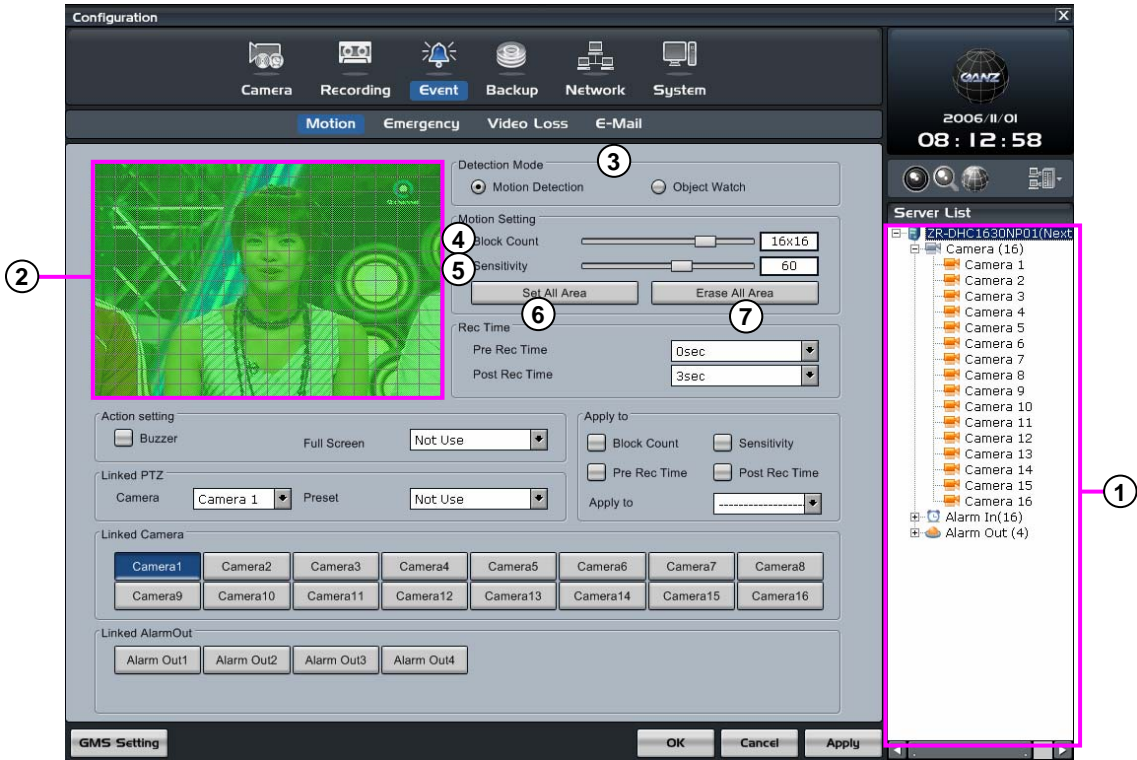 Configuration
X
Camera Recording Event Backup Network System
Motion Emergency Video Loss E-Mail
GANZ
2006/11/01
08:12:58
Server List
ZR-DHC1630NP01(Next
Camera (16)
Camera 1
Camera 2
Camera 3
Camera 4
Camera 5
Camera 6
Camera 7
Camera 8
Camera 9
Camera 10
Camera 11
Camera 12
Camera 13
Camera 14
Camera 15
Camera 16
Alarm In(16)
Alarm Out (4)
1
2
Detection Mode
3
Motion Detection Object Watch
Motion Setting
4
Block Count 16x16
5
Sensitivity 60
Set All Area Erase All Area
6 7
Rec Time
Pre Rec Time 0sec
Post Rec Time 3sec
Action setting
Buzzer Full Screen Not Use
Linked PTZ
Camera Camera 1 Preset Not Use
Apply to
Block Count Sensitivity
Pre Rec Time Post Rec Time
Apply to -----------------
Linked Camera
Camera1 Camera2 Camera3 Camera4 Camera5 Camera6 Camera7 Camera8
Camera9 Camera10 Camera11 Camera12 Camera13 Camera14 Camera15 Camera16
Linked AlarmOut
Alarm Out1 Alarm Out2 Alarm Out3 Alarm Out4
GMS Setting OK Cancel Apply